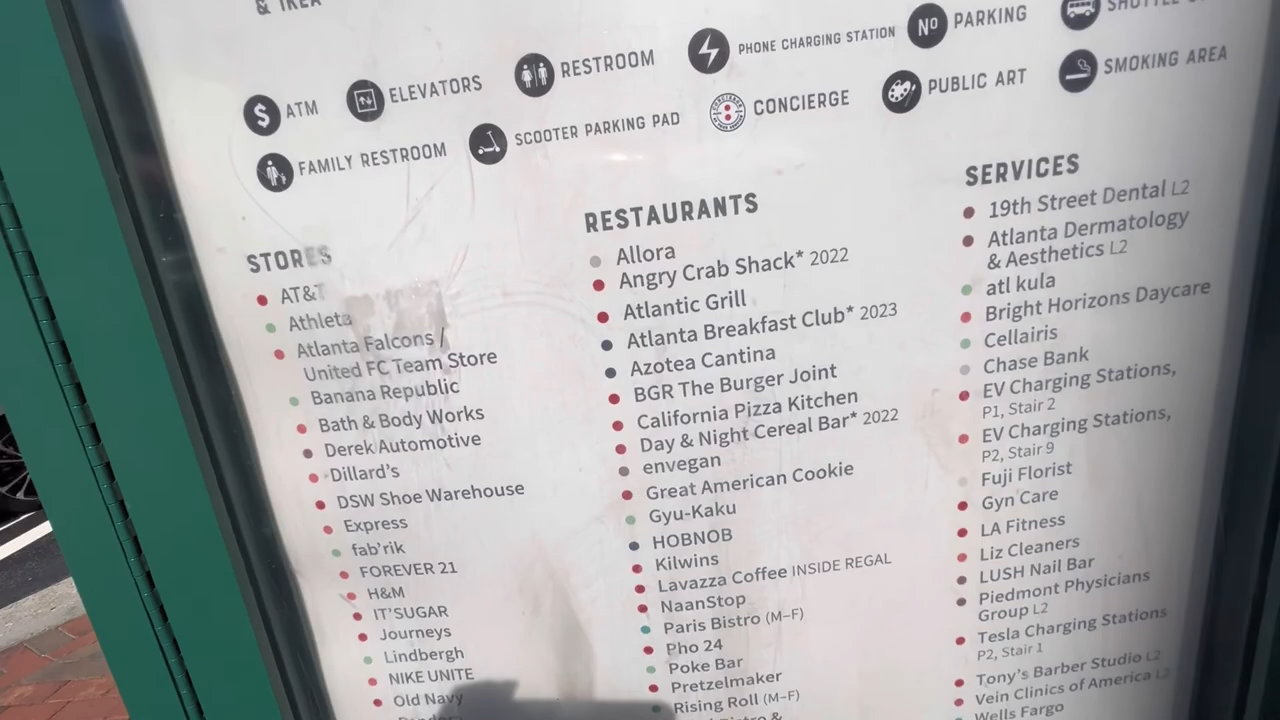 & IKEA
ATM
ELEVATORS
RESTROOM
PHONE CHARGING STATION
No PARKING
FAMILY RESTROOM
SCOOTER PARKING PAD
CONCIERGE
PUBLIC ART
SMOKING AREA
STORES
AT&T
Athleta
Atlanta Falcons /
United FC Team Store
Banana Republic
Bath & Body Works
Derek Automotive
Dillard's
DSW Shoe Warehouse
Express
fab'rik
FOREVER 21
H&M
IT'SUGAR
Journeys
Lindbergh
NIKE UNITE
Old Navy
RESTAURANTS
Allora
Angry Crab Shack* 2022
Atlantic Grill
Atlanta Breakfast Club* 2023
Azotea Cantina
BGR The Burger Joint
California Pizza Kitchen
Day & Night Cereal Bar* 2022
envegan
Great American Cookie
Gyu-Kaku
HOBNOB
Kilwins
Lavazza Coffee INSIDE REGAL
NaanStop
Paris Bistro (M–F)
Pho 24
Poke Bar
Pretzelmaker
Rising Roll (M–F)
SERVICES
19th Street Dental L2
Atlanta Dermatology
& Aesthetics L2
atl kula
Bright Horizons Daycare
Cellairis
Chase Bank
EV Charging Stations,
P1, Stair 2
EV Charging Stations,
P2, Stair 9
Fuji Florist
Gyn Care
LA Fitness
Liz Cleaners
LUSH Nail Bar
Piedmont Physicians
Group L2
Tesla Charging Stations
P2, Stair 1
Tony's Barber Studio L2
Vein Clinics of America L2
Wells Fargo